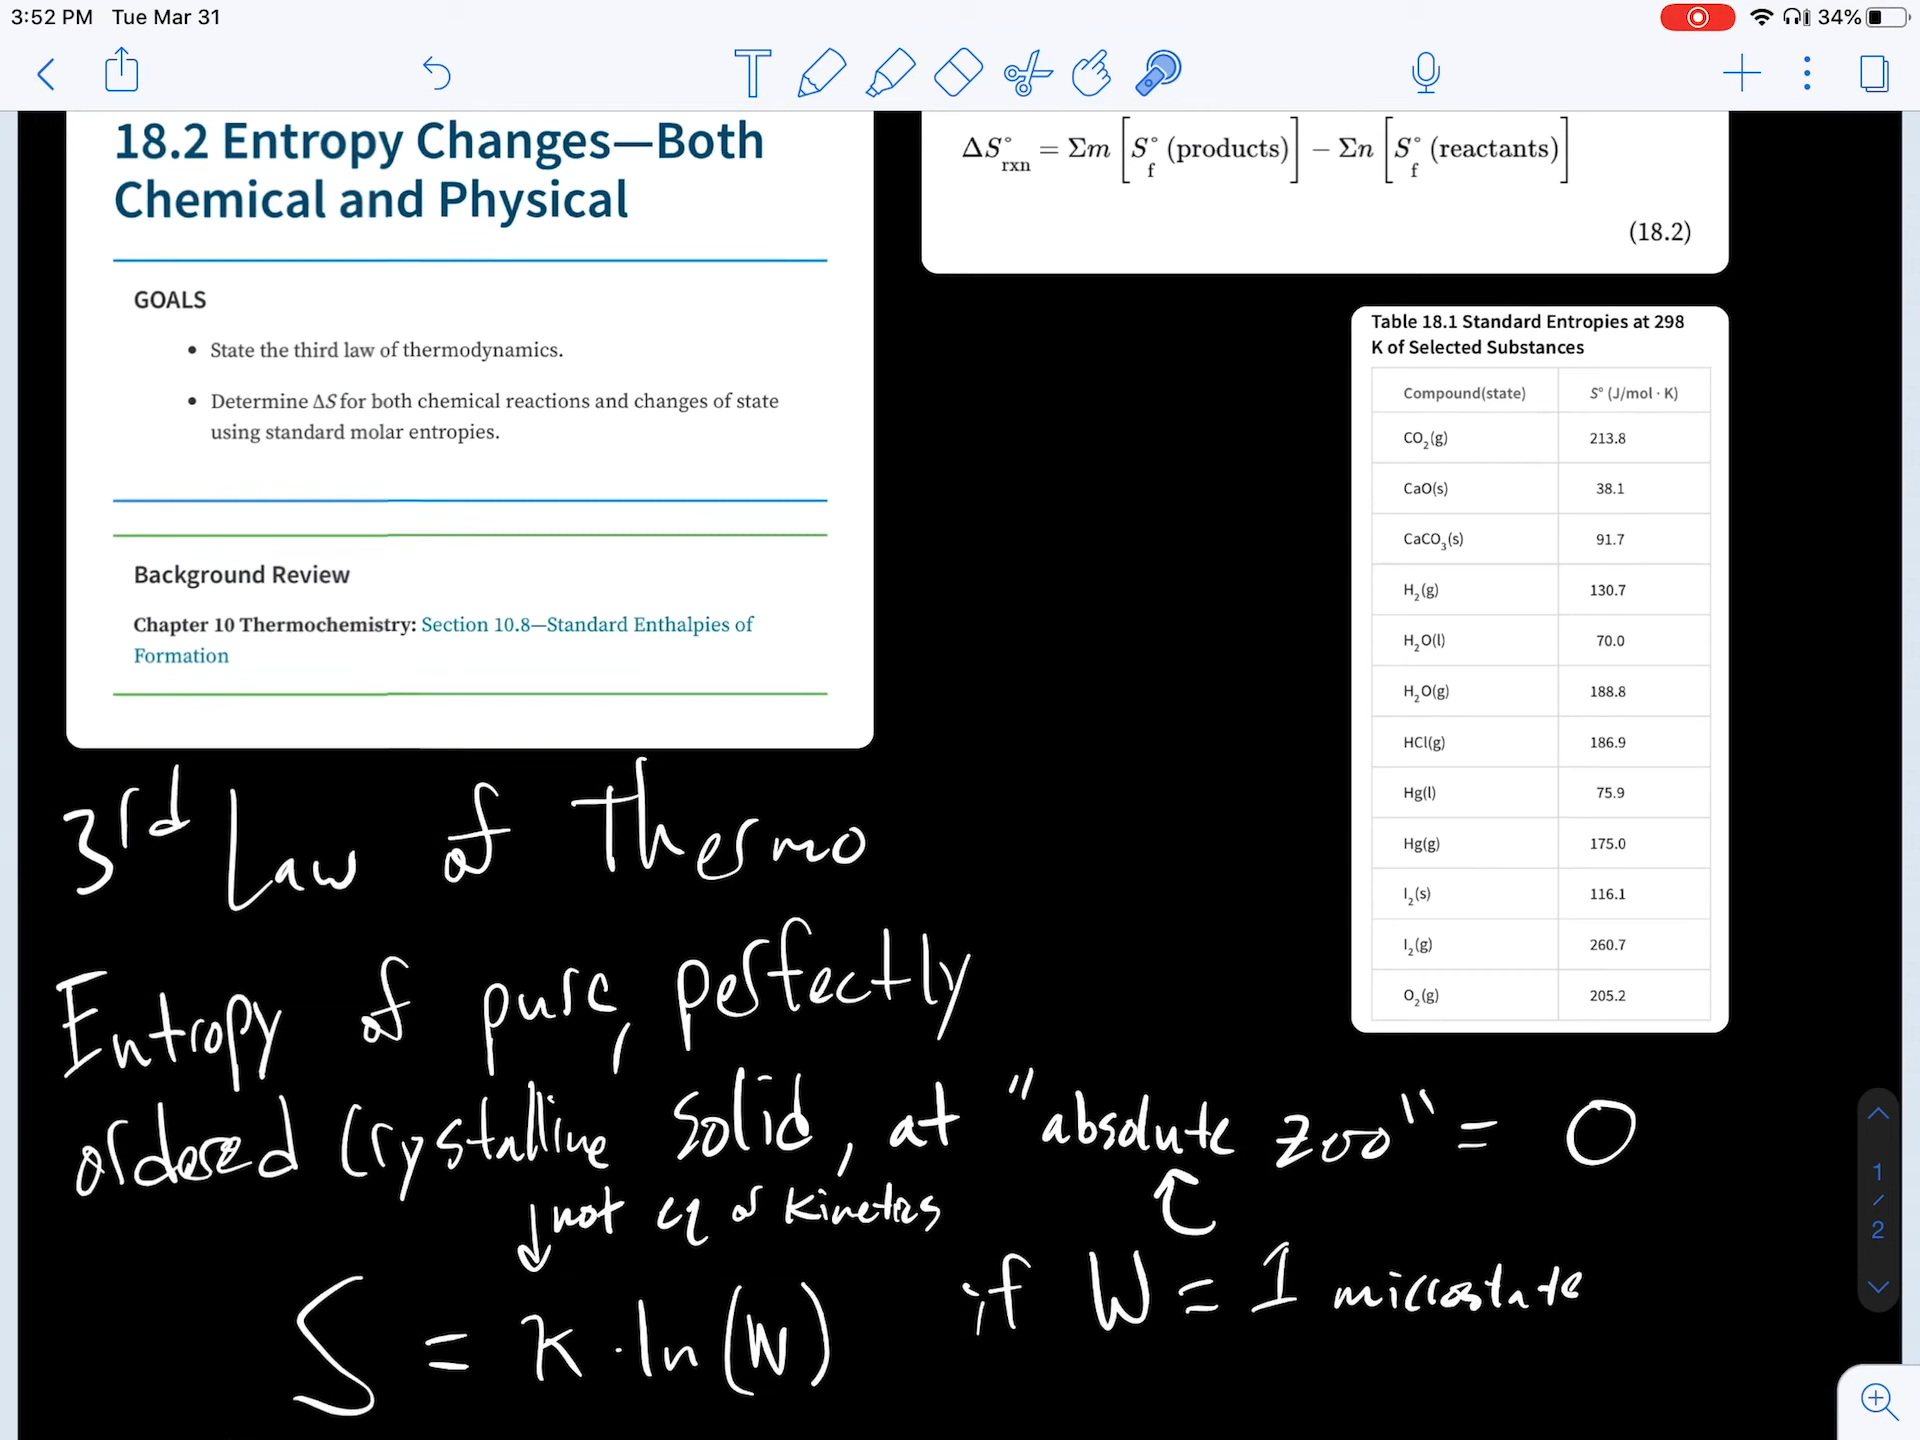 3:52 PM Tue Mar 31
34%
18.2 Entropy Changes—Both
Chemical and Physical
GOALS
• State the third law of thermodynamics.
• Determine ΔS for both chemical reactions and changes of state
using standard molar entropies.
Background Review
Chapter 10 Thermochemistry: Section 10.8—Standard Enthalpies of
Formation
ΔS°rxn = Σm [S°f (products)] − Σn [S°f (reactants)]
(18.2)
Table 18.1 Standard Entropies at 298
K of Selected Substances
Compound(state) S° (J/mol · K)
CO₂(g) 213.8
CaO(s) 38.1
CaCO₃(s) 91.7
H₂(g) 130.7
H₂O(l) 70.0
H₂O(g) 188.8
HCl(g) 186.9
Hg(l) 75.9
Hg(g) 175.0
I₂(s) 116.1
I₂(g) 260.7
O₂(g) 205.2
3rd Law of Thermo
Entropy of pure, perfectly
ordered crystalline solid, at "absolute zero" = 0
not eq or kinetics
S = k · ln(W) if W = 1 microstate
1
/
2